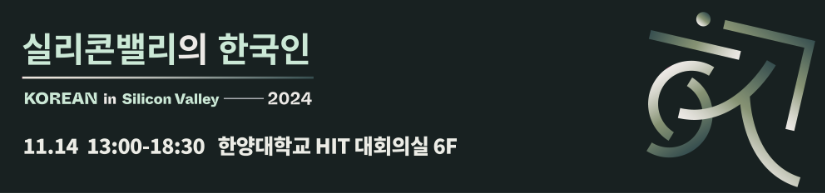 실리콘밸리의 한국인
KOREAN in Silicon Valley —— 2024
11.14 13:00-18:30 한양대학교 HIT 대회의실 6F